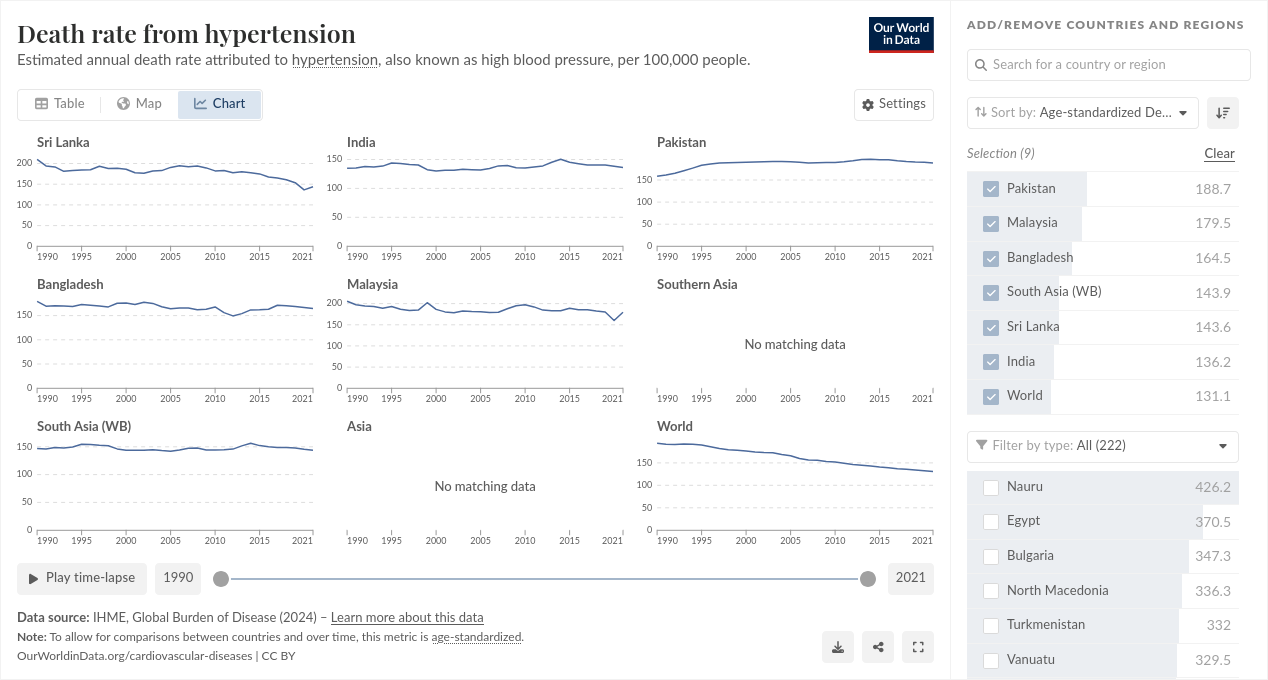 Death rate from hypertension
Estimated annual death rate attributed to hypertension, also known as high blood pressure, per 100,000 people.
Our World
in Data
Table
Map
Chart
Settings
Sri Lanka
200
150
100
50
0
1990 1995 2000 2005 2010 2015 2021
India
150
100
50
0
1990 1995 2000 2005 2010 2015 2021
Pakistan
150
100
50
0
1990 1995 2000 2005 2010 2015 2021
Bangladesh
150
100
50
0
1990 1995 2000 2005 2010 2015 2021
Malaysia
200
150
100
50
0
1990 1995 2000 2005 2010 2015 2021
Southern Asia
No matching data
1990 1995 2000 2005 2010 2015 2021
South Asia (WB)
150
100
50
0
1990 1995 2000 2005 2010 2015 2021
Asia
No matching data
1990 1995 2000 2005 2010 2015 2021
World
150
100
50
0
1990 1995 2000 2005 2010 2015 2021
Play time-lapse
1990
2021
Data source: IHME, Global Burden of Disease (2024) – Learn more about this data
Note: To allow for comparisons between countries and over time, this metric is age-standardized.
OurWorldinData.org/cardiovascular-diseases | CC BY
ADD/REMOVE COUNTRIES AND REGIONS
Search for a country or region
Sort by: Age-standardized De...
Selection (9)
Clear
Pakistan 188.7
Malaysia 179.5
Bangladesh 164.5
South Asia (WB) 143.9
Sri Lanka 143.6
India 136.2
World 131.1
Filter by type: All (222)
Nauru 426.2
Egypt 370.5
Bulgaria 347.3
North Macedonia 336.3
Turkmenistan 332
Vanuatu 329.5